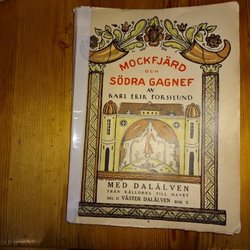 MOCKFJÄRD
OCH
SÖDRA GAGNEF
AV
KARL ERIK FORSSLUND
MED DALÄLVEN
FRÅN KÄLLORNA TILL HAVET
DEL II VÄSTER DALÄLVEN BOK X